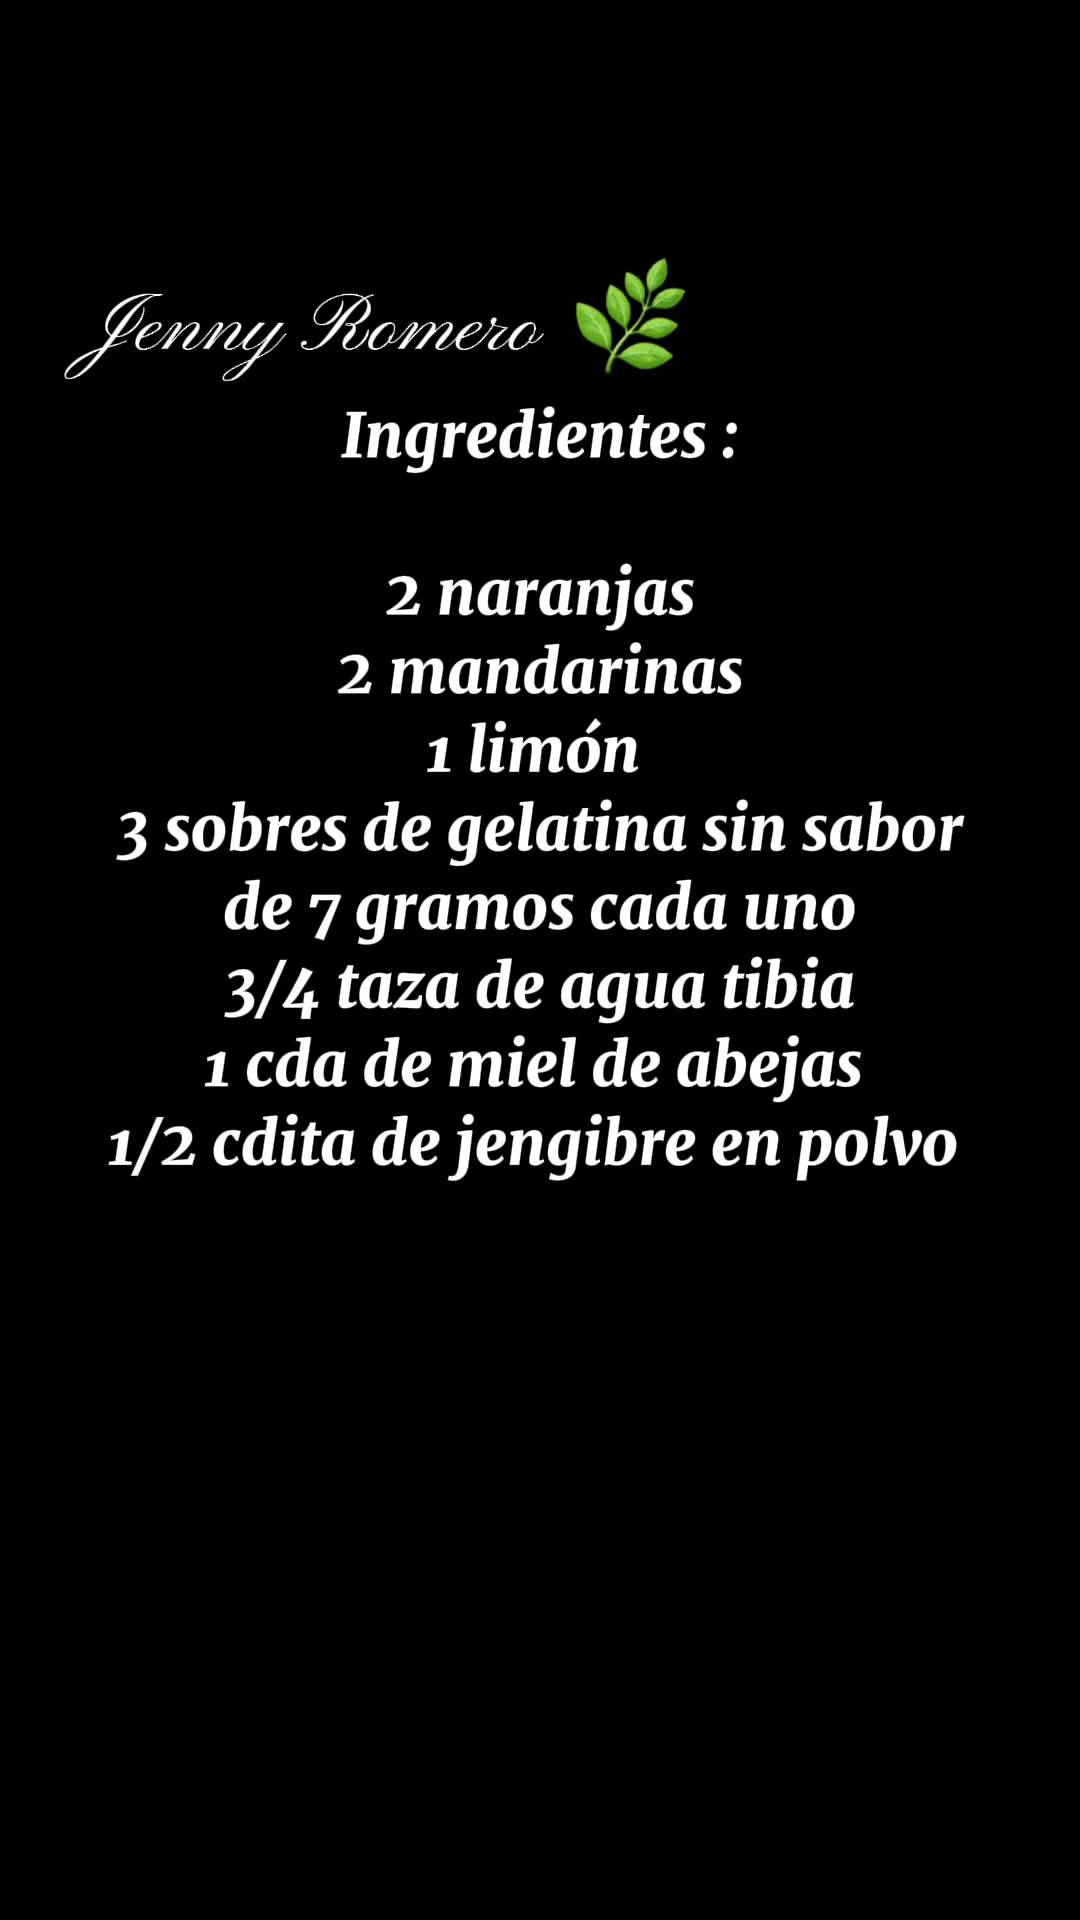 Jenny Romero
Ingredientes :
2 naranjas
2 mandarinas
1 limón
3 sobres de gelatina sin sabor
de 7 gramos cada uno
3/4 taza de agua tibia
1 cda de miel de abejas
1/2 cdita de jengibre en polvo